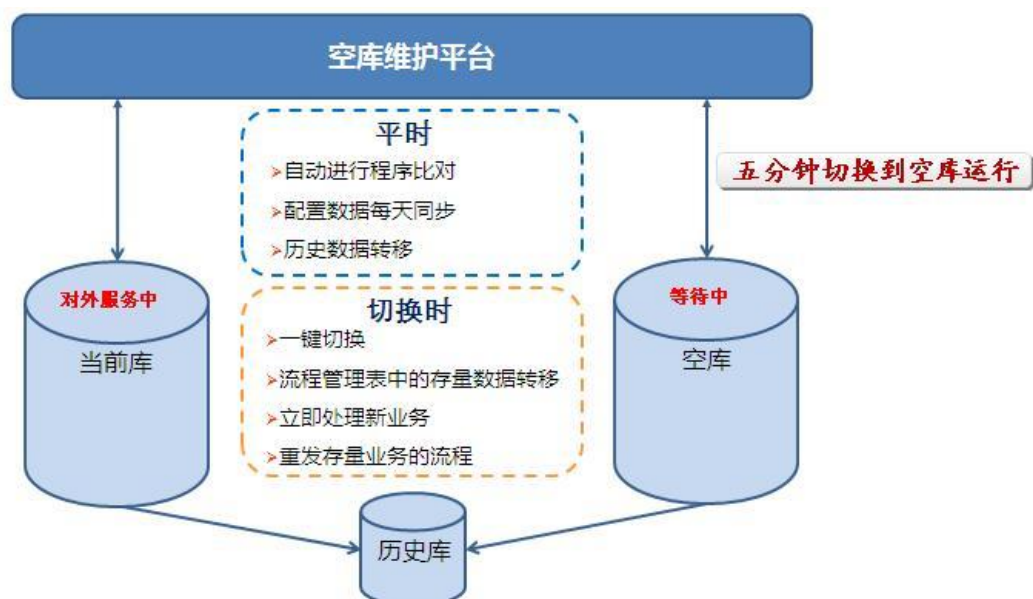 空库维护平台
平时
➢自动进行程序比对
➢配置数据每天同步
➢历史数据转移
五分钟切换到空库运行
对外服务中
当前库
切换时
➢一键切换
➢流程管理表中的存量数据转移
➢立即处理新业务
➢重发存量业务的流程
等待中
空库
历史库